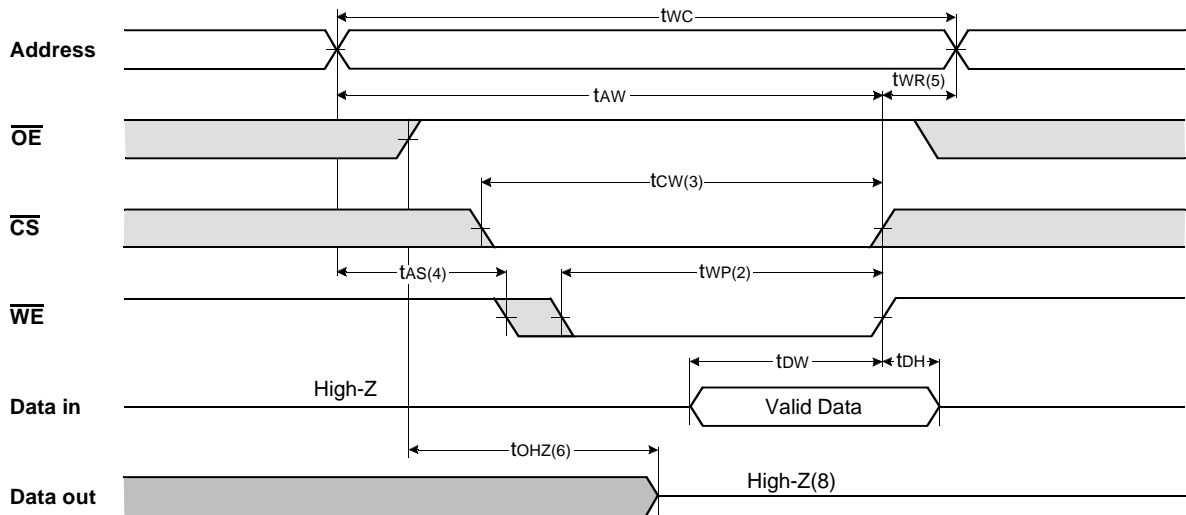 tWC
Address
tWR(5)
tAW
OE
tCW(3)
CS
tAS(4)
tWP(2)
WE
tDW
tDH
High-Z
Data in
Valid Data
tOHZ(6)
High-Z(8)
Data out